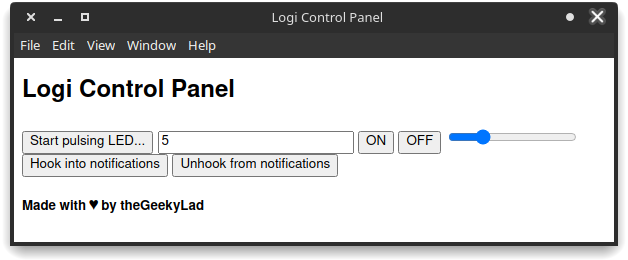 Logi Control Panel
File Edit View Window Help
Logi Control Panel
Start pulsing LED... 5 ON OFF
Hook into notifications Unhook from notifications
Made with ♥ by theGeekyLad